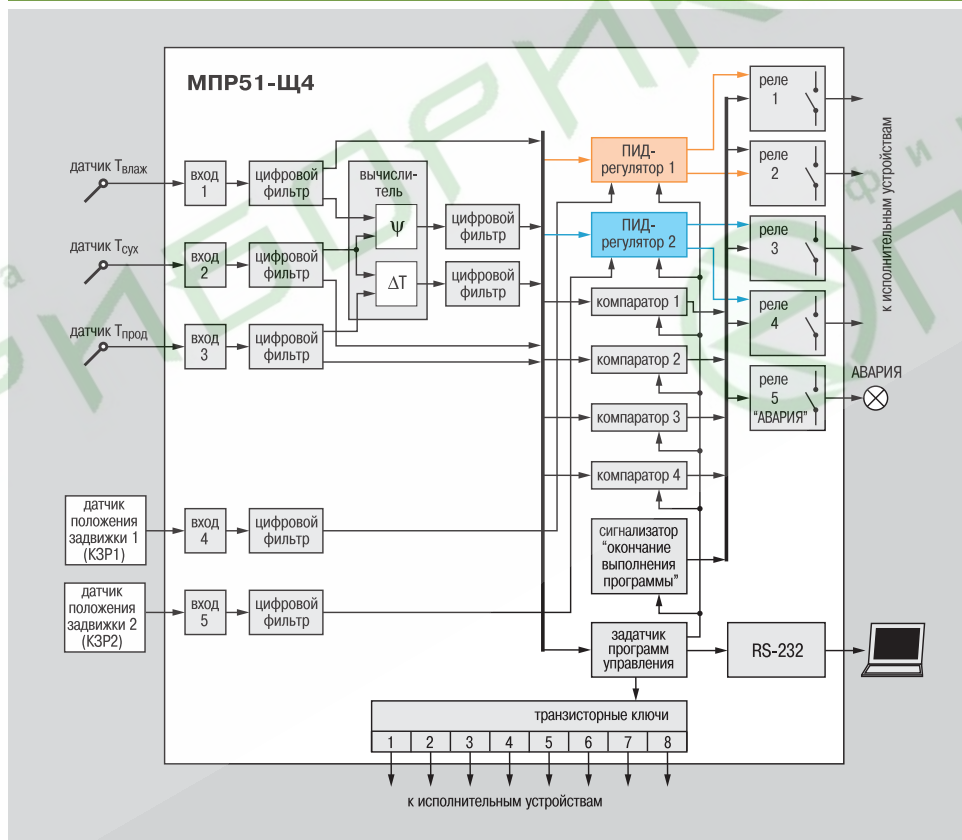 МПР51-Щ4
датчик Tвлаж
вход
1
цифровой
фильтр
вычисли-
тель
ψ
ΔT
цифровой
фильтр
цифровой
фильтр
датчик Tсух
вход
2
цифровой
фильтр
датчик Tпрод
вход
3
цифровой
фильтр
датчик
положения
задвижки 1
(КЗР1)
вход
4
цифровой
фильтр
датчик
положения
задвижки 2
(КЗР2)
вход
5
цифровой
фильтр
ПИД-
регулятор 1
ПИД-
регулятор 2
компаратор 1
компаратор 2
компаратор 3
компаратор 4
сигнализатор
“окончание
выполнения
программы”
задатчик
программ
управления
RS-232
реле
1
реле
2
реле
3
реле
4
реле
5
“АВАРИЯ”
к исполнительным устройствам
АВАРИЯ
транзисторные ключи
1 2 3 4 5 6 7 8
к исполнительным устройствам